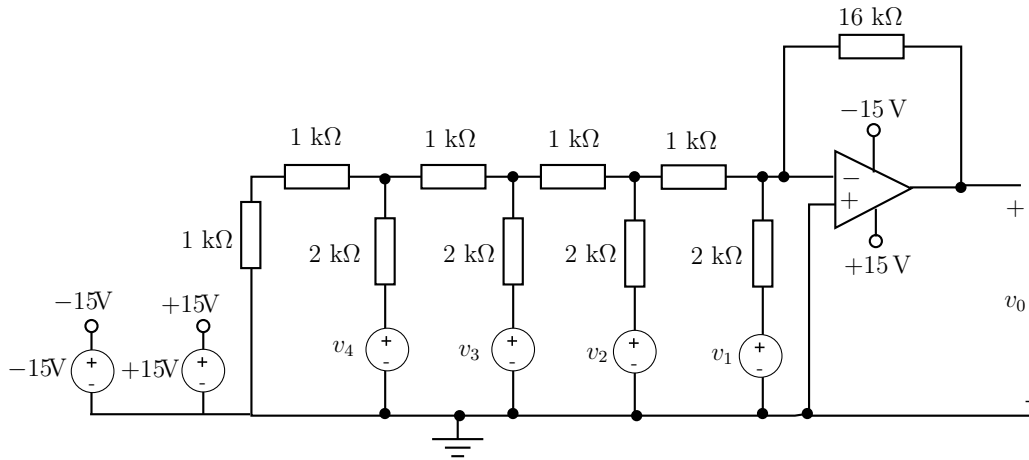 16 kΩ
−15 V
1 kΩ 1 kΩ 1 kΩ 1 kΩ
−
+
+
1 kΩ 2 kΩ 2 kΩ 2 kΩ 2 kΩ
+15 V
−15V +15V
v₀
v₄ + - v₃ + - v₂ + - v₁ + -
−15V + - +15V + -
-